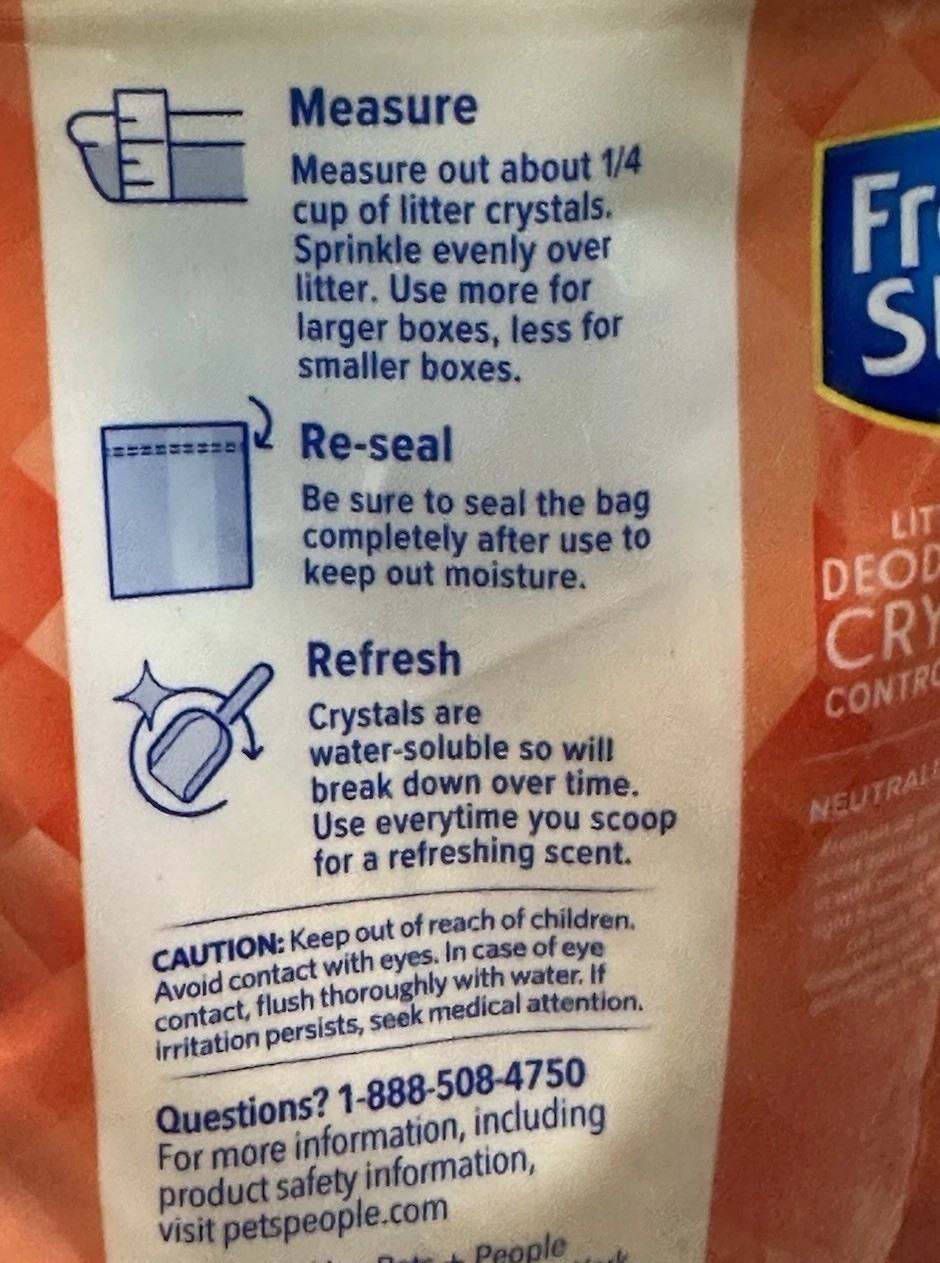 Measure
Measure out about 1/4
cup of litter crystals.
Sprinkle evenly over
litter. Use more for
larger boxes, less for
smaller boxes.
Re-seal
Be sure to seal the bag
completely after use to
keep out moisture.
Refresh
Crystals are
water-soluble so will
break down over time.
Use everytime you scoop
for a refreshing scent.
CAUTION: Keep out of reach of children.
Avoid contact with eyes. In case of eye
contact, flush thoroughly with water. If
irritation persists, seek medical attention.
Questions? 1-888-508-4750
For more information, including
product safety information,
visit petspeople.com
Pets + People
Fr
S
LIT
DEOD
CRY
CONTRO
NEUTRAL